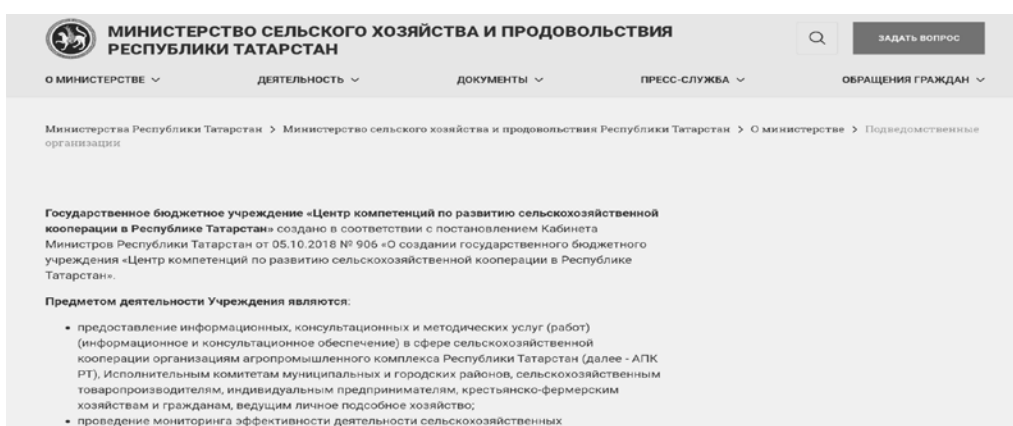 МИНИСТЕРСТВО СЕЛЬСКОГО ХОЗЯЙСТВА И ПРОДОВОЛЬСТВИЯ
РЕСПУБЛИКИ ТАТАРСТАН
ЗАДАТЬ ВОПРОС
О МИНИСТЕРСТВЕ
ДЕЯТЕЛЬНОСТЬ
ДОКУМЕНТЫ
ПРЕСС-СЛУЖБА
ОБРАЩЕНИЯ ГРАЖДАН
Министерства Республики Татарстан > Министерство сельского хозяйства и продовольствия Республики Татарстан > О министерстве > Подведомственные
организации
Государственное бюджетное учреждение «Центр компетенций по развитию сельскохозяйственной
кооперации в Республике Татарстан» создано в соответствии с постановлением Кабинета
Министров Республики Татарстан от 05.10.2018 № 906 «О создании государственного бюджетного
учреждения «Центр компетенций по развитию сельскохозяйственной кооперации в Республике
Татарстан».
Предметом деятельности Учреждения являются:
• предоставление информационных, консультационных и методических услуг (работ)
(информационное и консультационное обеспечение) в сфере сельскохозяйственной
кооперации организациям агропромышленного комплекса Республики Татарстан (далее - АПК
РТ), Исполнительным комитетам муниципальных и городских районов, сельскохозяйственным
товаропроизводителям, индивидуальным предпринимателям, крестьянско-фермерским
хозяйствам и гражданам, ведущим личное подсобное хозяйство;
• проведение мониторинга эффективности деятельности сельскохозяйственных